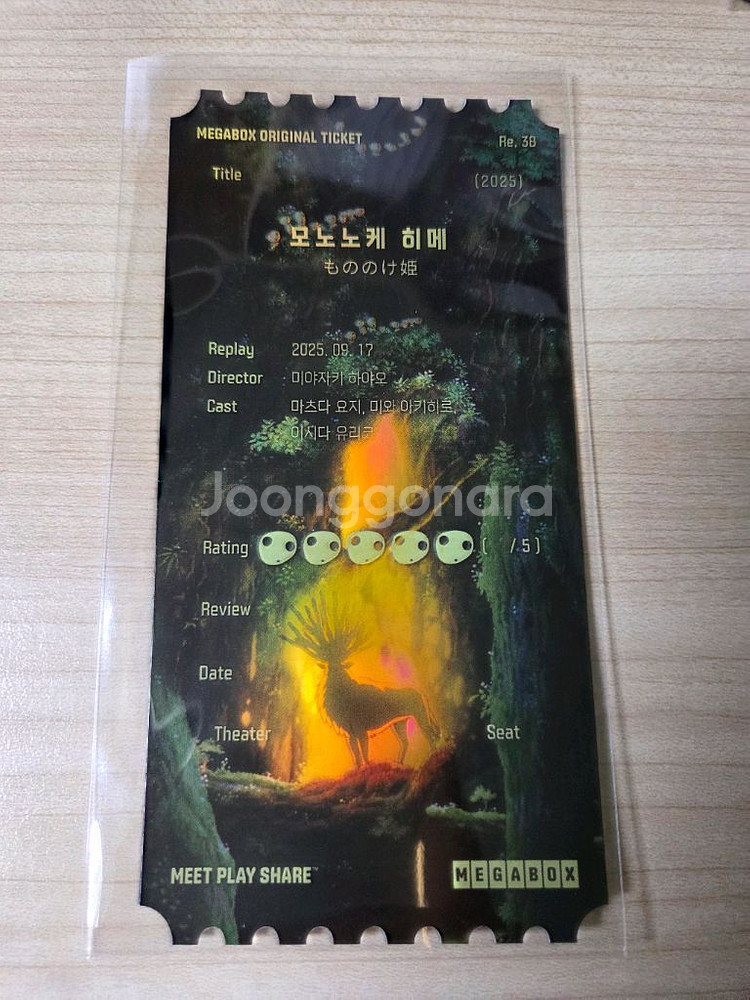 MEGABOX ORIGINAL TICKET Re. 38
Title (2025)
모노노케 히메
もののけ姫
Replay 2025. 09. 17
Director 미야자키 하야오
Cast 마츠다 요지, 미와 아키히로,
이시다 유리코
Joonggonara
Rating ( / 5 )
Review
Date
Theater Seat
MEET PLAY SHARE™ MEGABOX